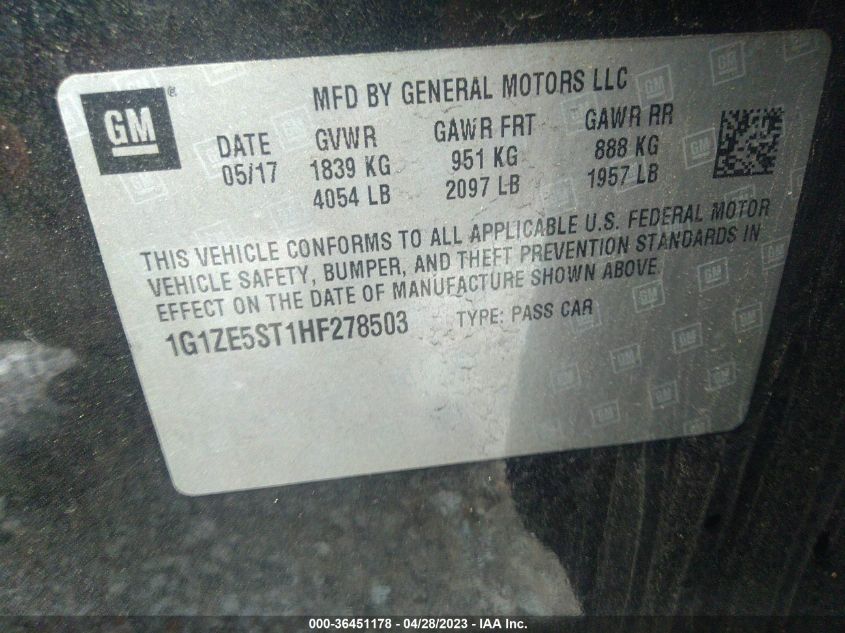 GM
MFD BY GENERAL MOTORS LLC
DATE GVWR GAWR FRT GAWR RR
05/17 1839 KG 951 KG 888 KG
4054 LB 2097 LB 1957 LB
THIS VEHICLE CONFORMS TO ALL APPLICABLE U.S. FEDERAL MOTOR
VEHICLE SAFETY, BUMPER, AND THEFT PREVENTION STANDARDS IN
EFFECT ON THE DATE OF MANUFACTURE SHOWN ABOVE.
1G1ZE5ST1HF278503 TYPE: PASS CAR
000-36451178 - 04/28/2023 - IAA Inc.